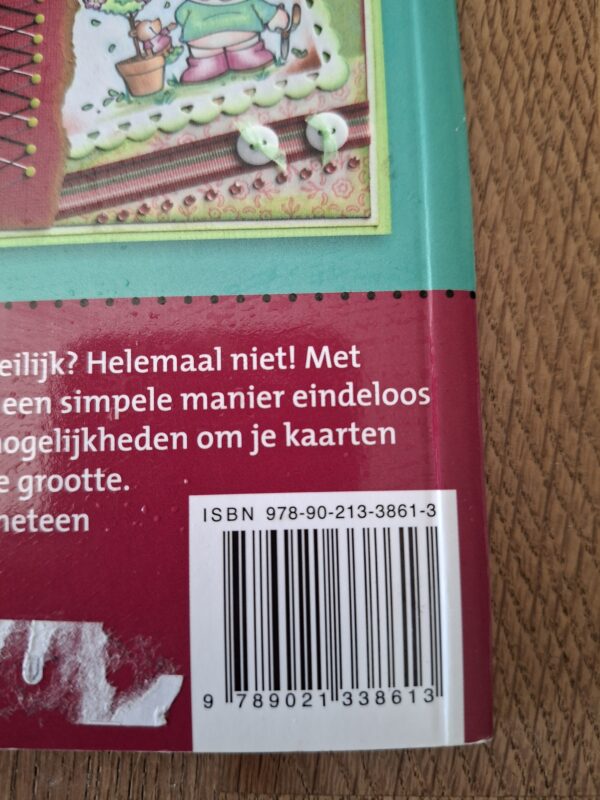 eilijk? Helemaal niet! Met
een simpele manier eindeloos
mogelijkheden om je kaarten
e grootte.
meteen
ISBN 978-90-213-3861-3
9 789021 338613